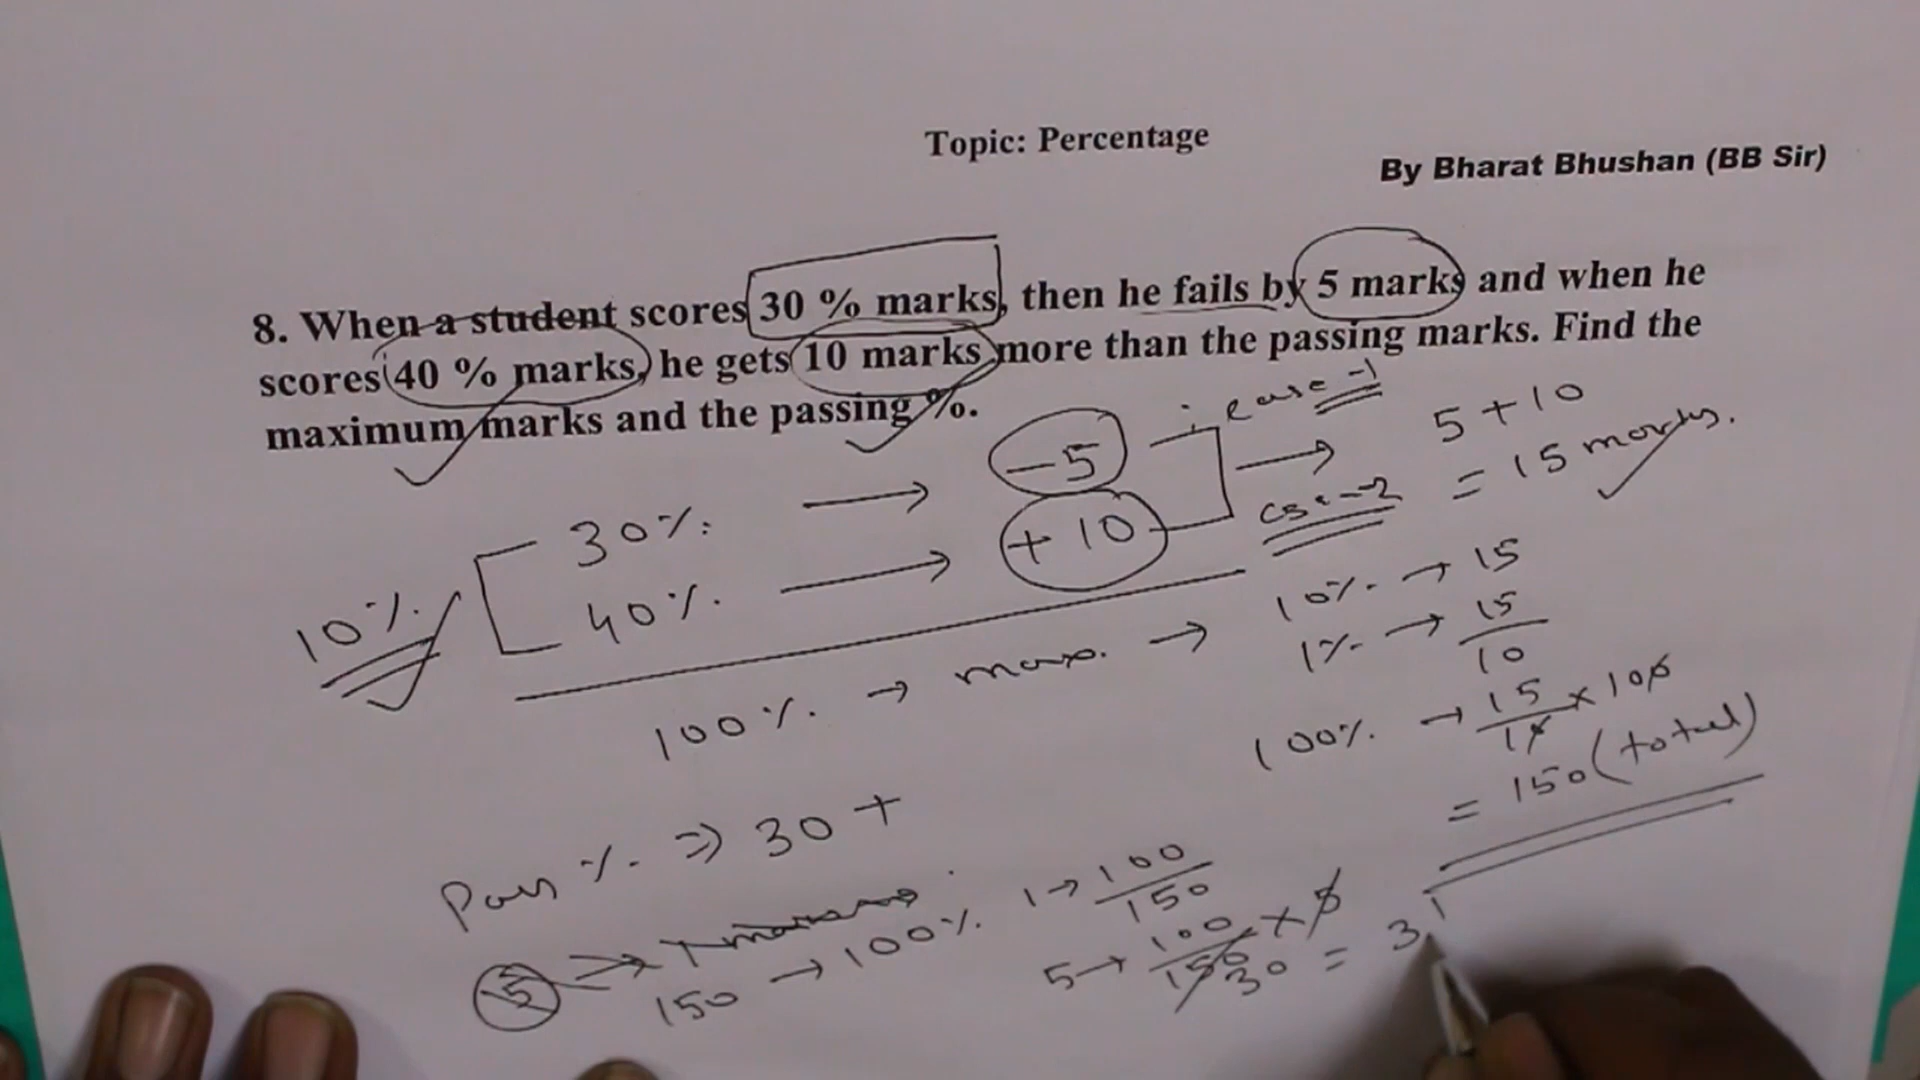 Topic: Percentage
By Bharat Bhushan (BB Sir)
8. When a student scores 30 % marks, then he fails by 5 marks and when he
scores 40 % marks, he gets 10 marks more than the passing marks. Find the
maximum marks and the passing %.
case -1
5 + 10
= 15 marks.
30% → -5
40% → +10
case -2
10%
10% → 15
1% → 15/10
100% → max. →
100% → 15/10 × 100
= 150 (total)
Pass % ⇒ 30 +
5 ⇒
150 → 100%
1 → 100/150
5 → 100/150 × 5
30 = 3 1